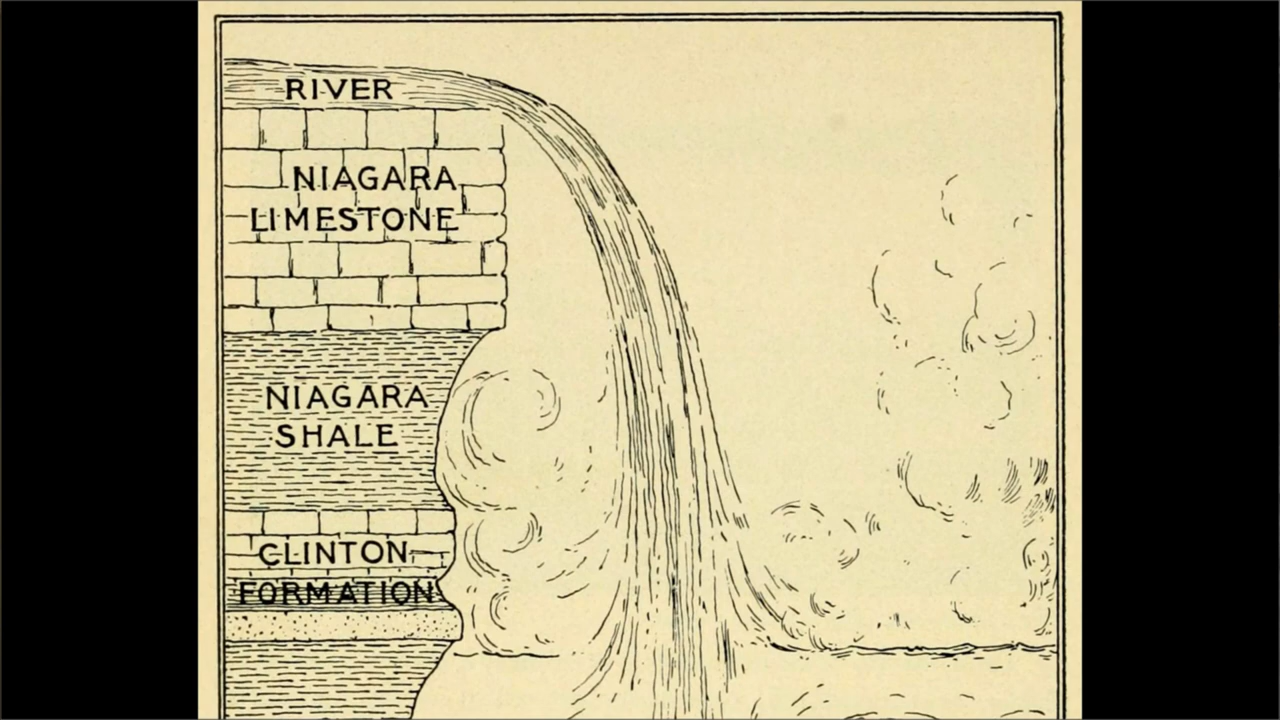 RIVER
NIAGARA
LIMESTONE
NIAGARA
SHALE
CLINTON
FORMATION